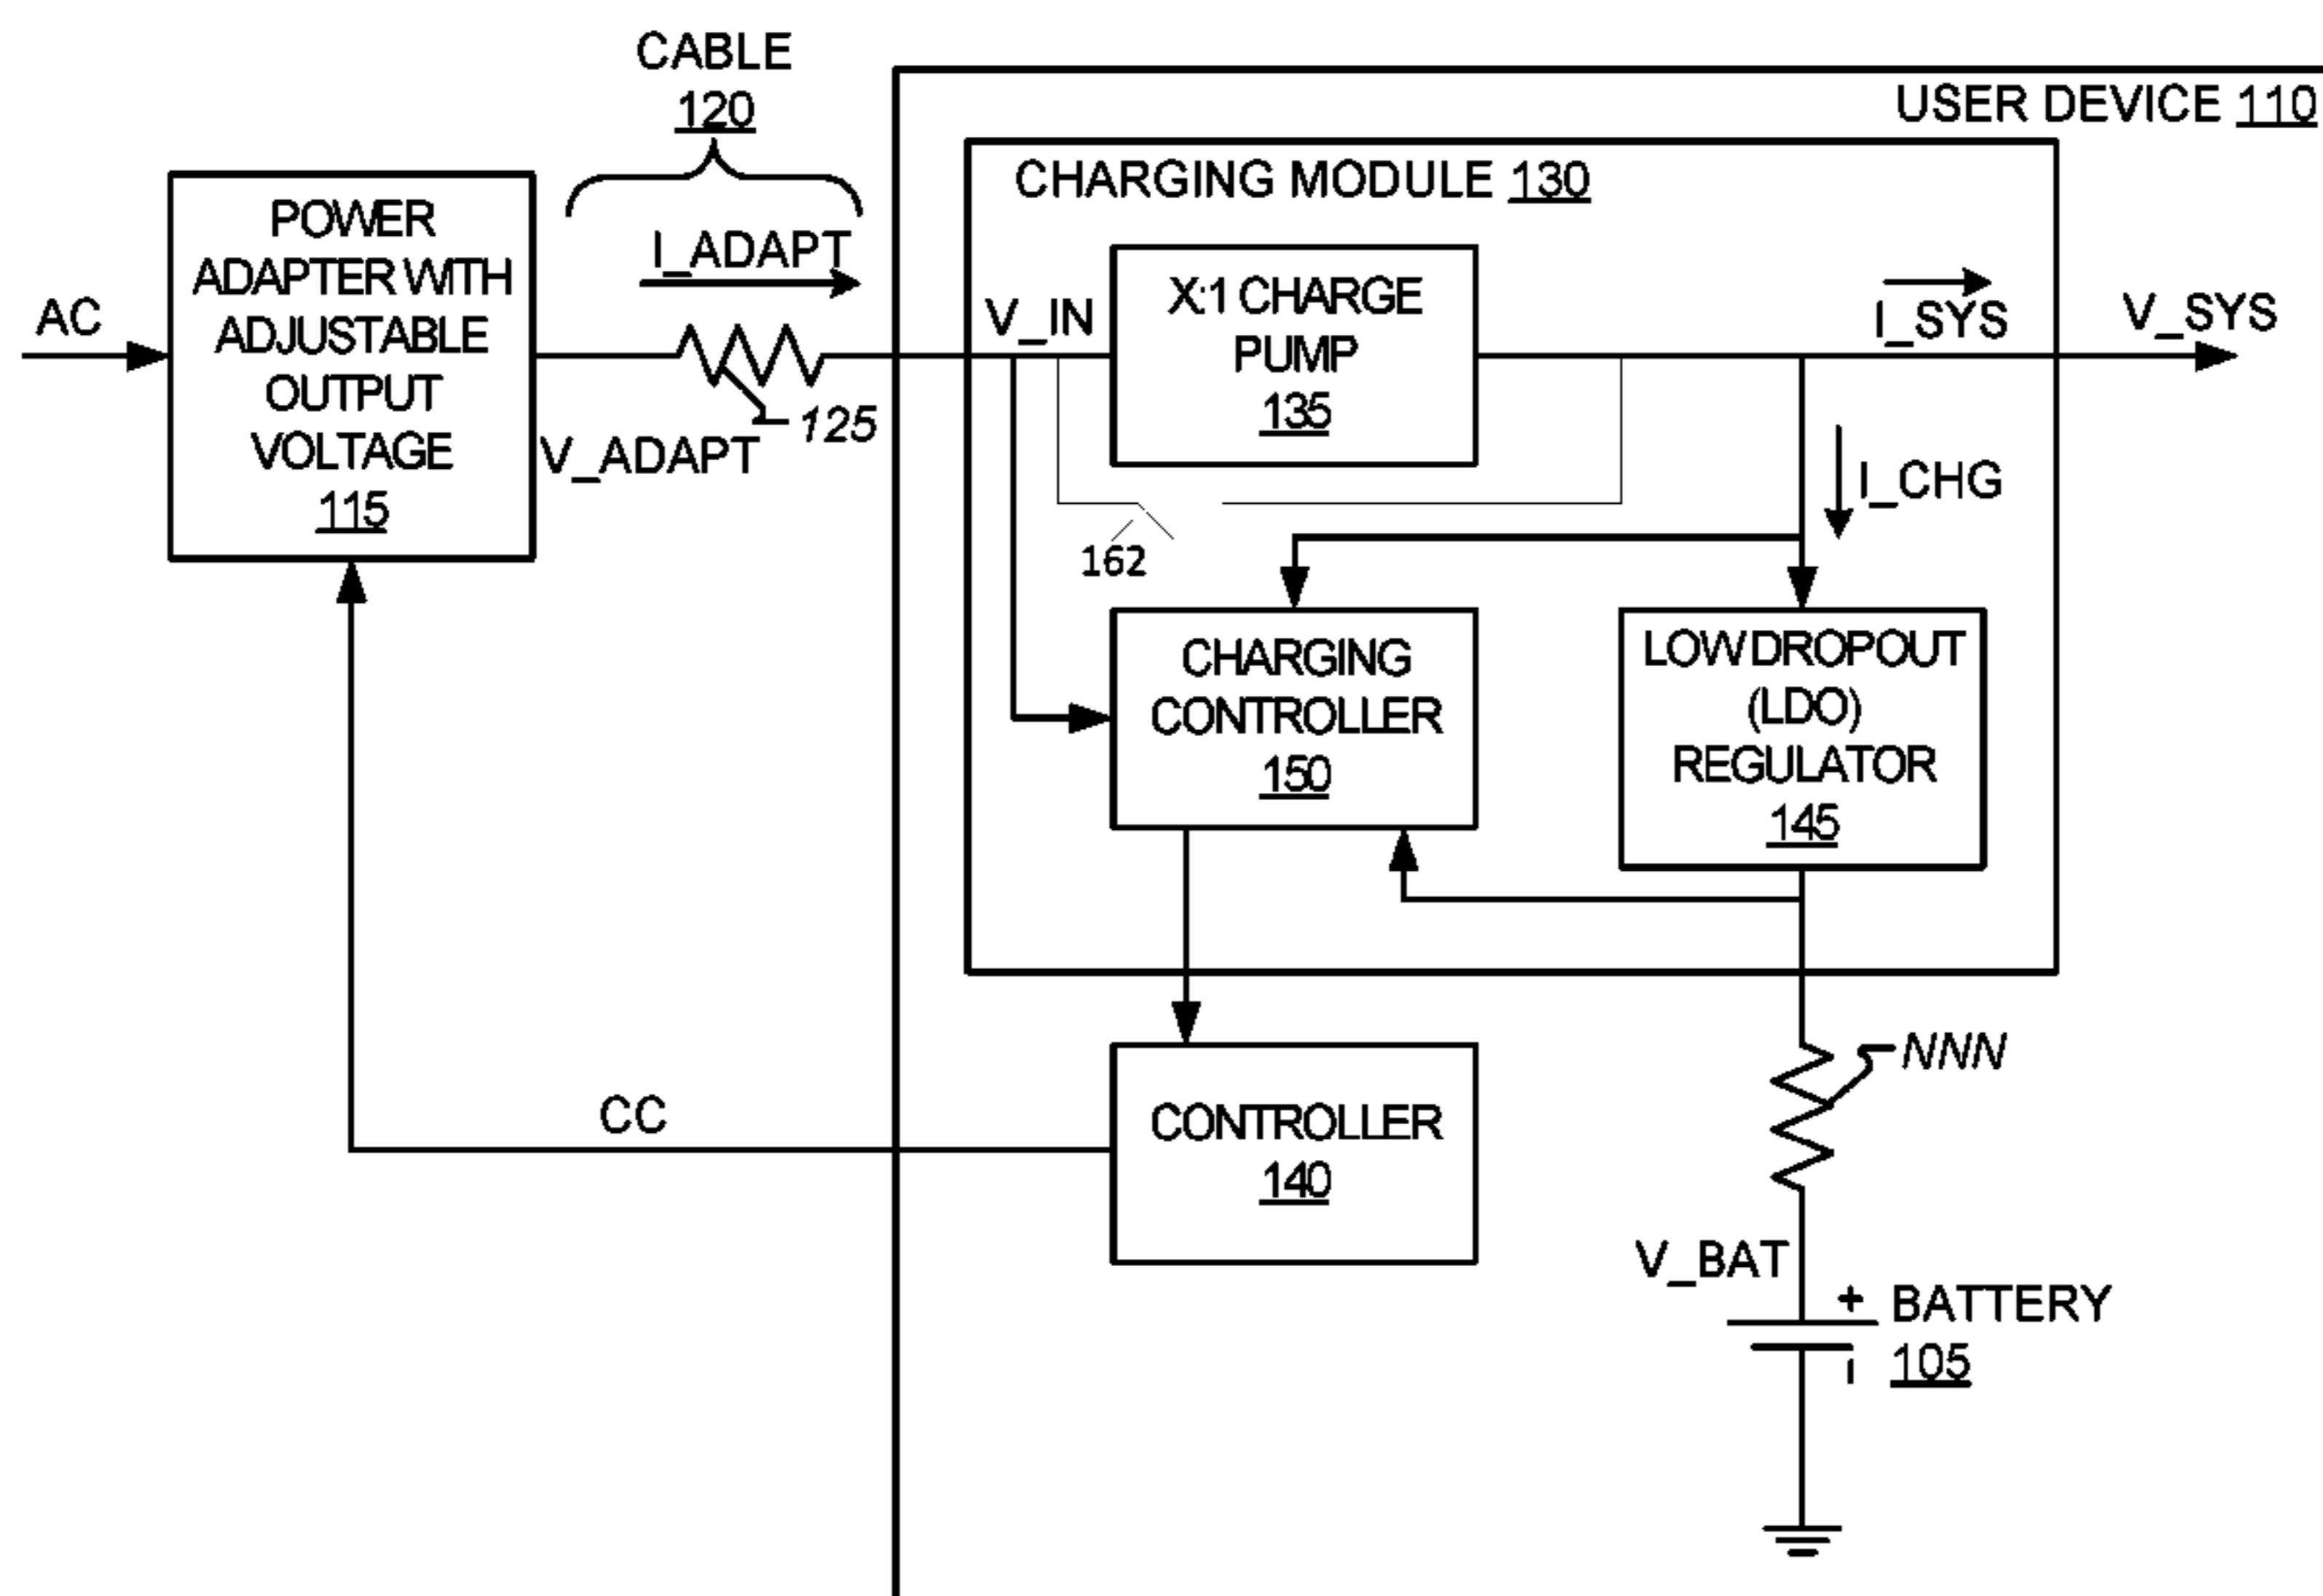 CABLE
120
USER DEVICE 110
CHARGING MODULE 130
POWER
ADAPTER WITH
ADJUSTABLE
OUTPUT
VOLTAGE
115
AC
I_ADAPT
V_IN
X:1 CHARGE
PUMP
135
I_SYS
V_SYS
125
V_ADAPT
I_CHG
162
CHARGING
CONTROLLER
150
LOW DROPOUT
(LDO)
REGULATOR
145
NNN
CC
CONTROLLER
140
V_BAT
+
BATTERY
105